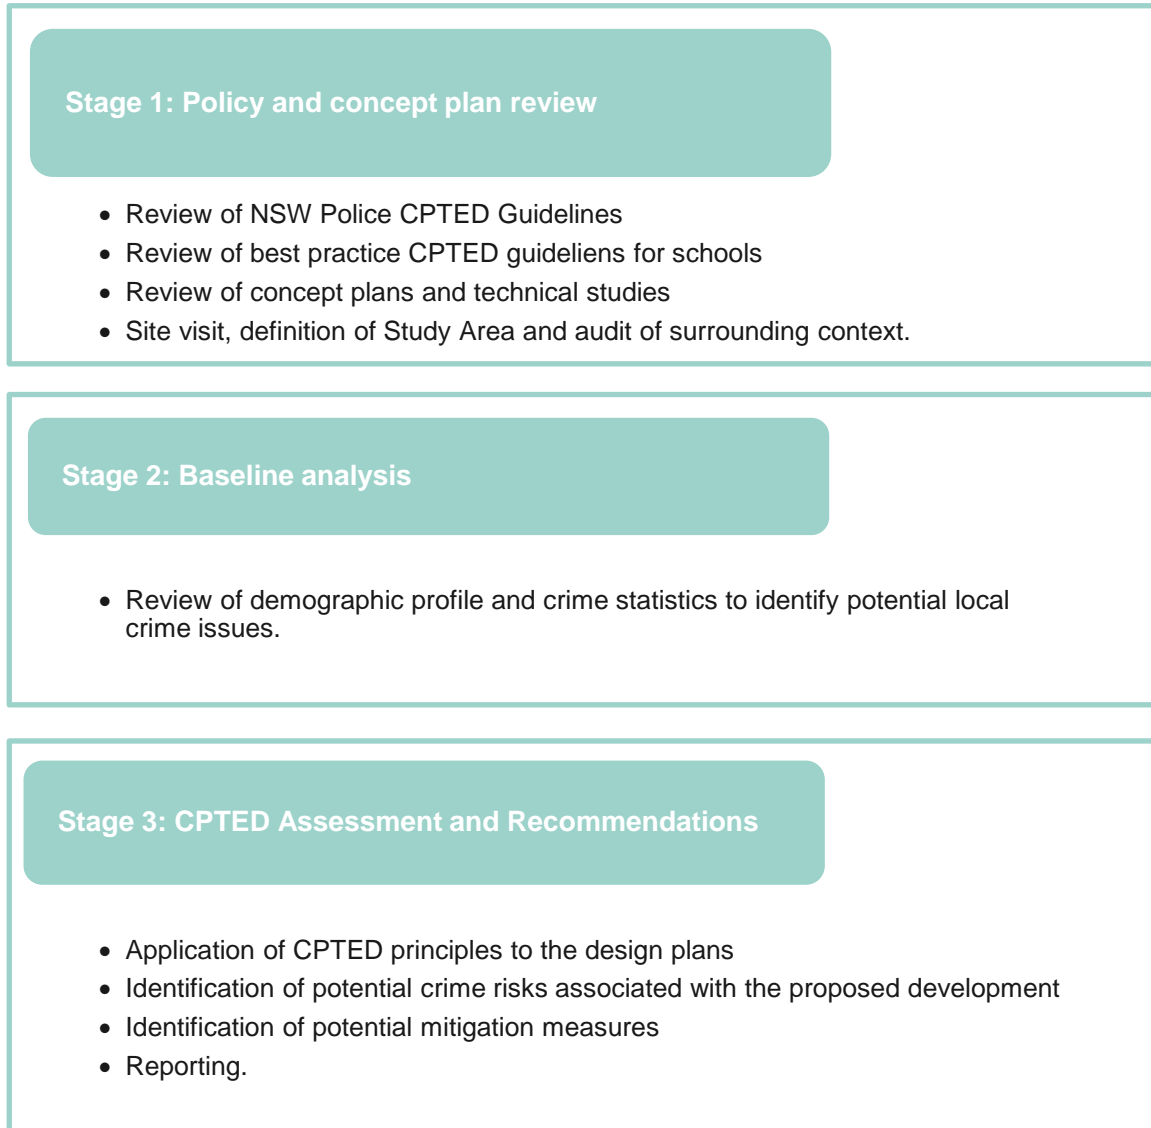 Stage 1: Policy and concept plan review
• Review of NSW Police CPTED Guidelines
• Review of best practice CPTED guideliens for schools
• Review of concept plans and technical studies
• Site visit, definition of Study Area and audit of surrounding context.
Stage 2: Baseline analysis
• Review of demographic profile and crime statistics to identify potential local
crime issues.
Stage 3: CPTED Assessment and Recommendations
• Application of CPTED principles to the design plans
• Identification of potential crime risks associated with the proposed development
• Identification of potential mitigation measures
• Reporting.